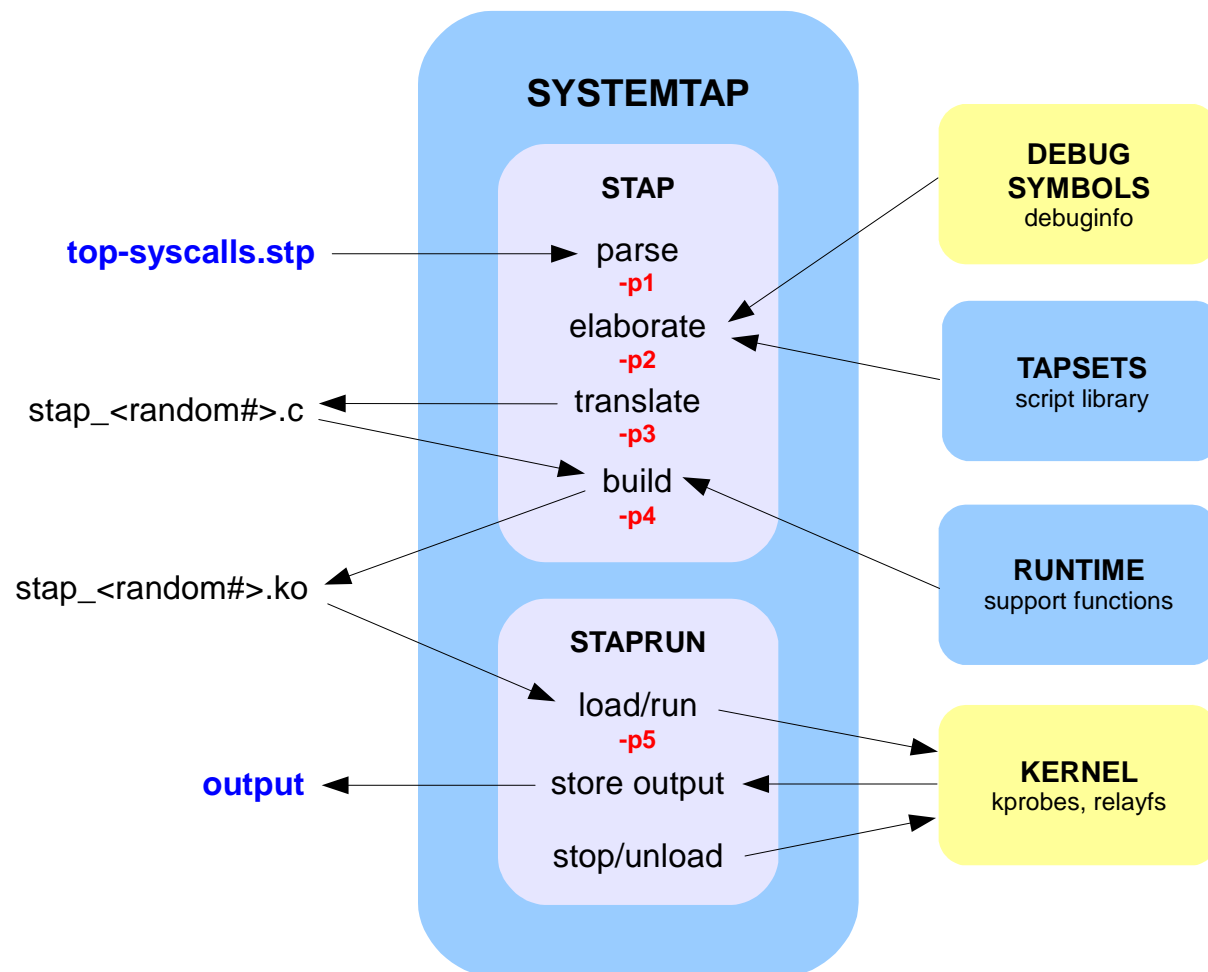 SYSTEMTAP
STAP
top-syscalls.stp
parse
-p1
elaborate
-p2
stap_<random#>.c
translate
-p3
build
-p4
stap_<random#>.ko
STAPRUN
load/run
-p5
output
store output
stop/unload
DEBUG
SYMBOLS
debuginfo
TAPSETS
script library
RUNTIME
support functions
KERNEL
kprobes, relayfs